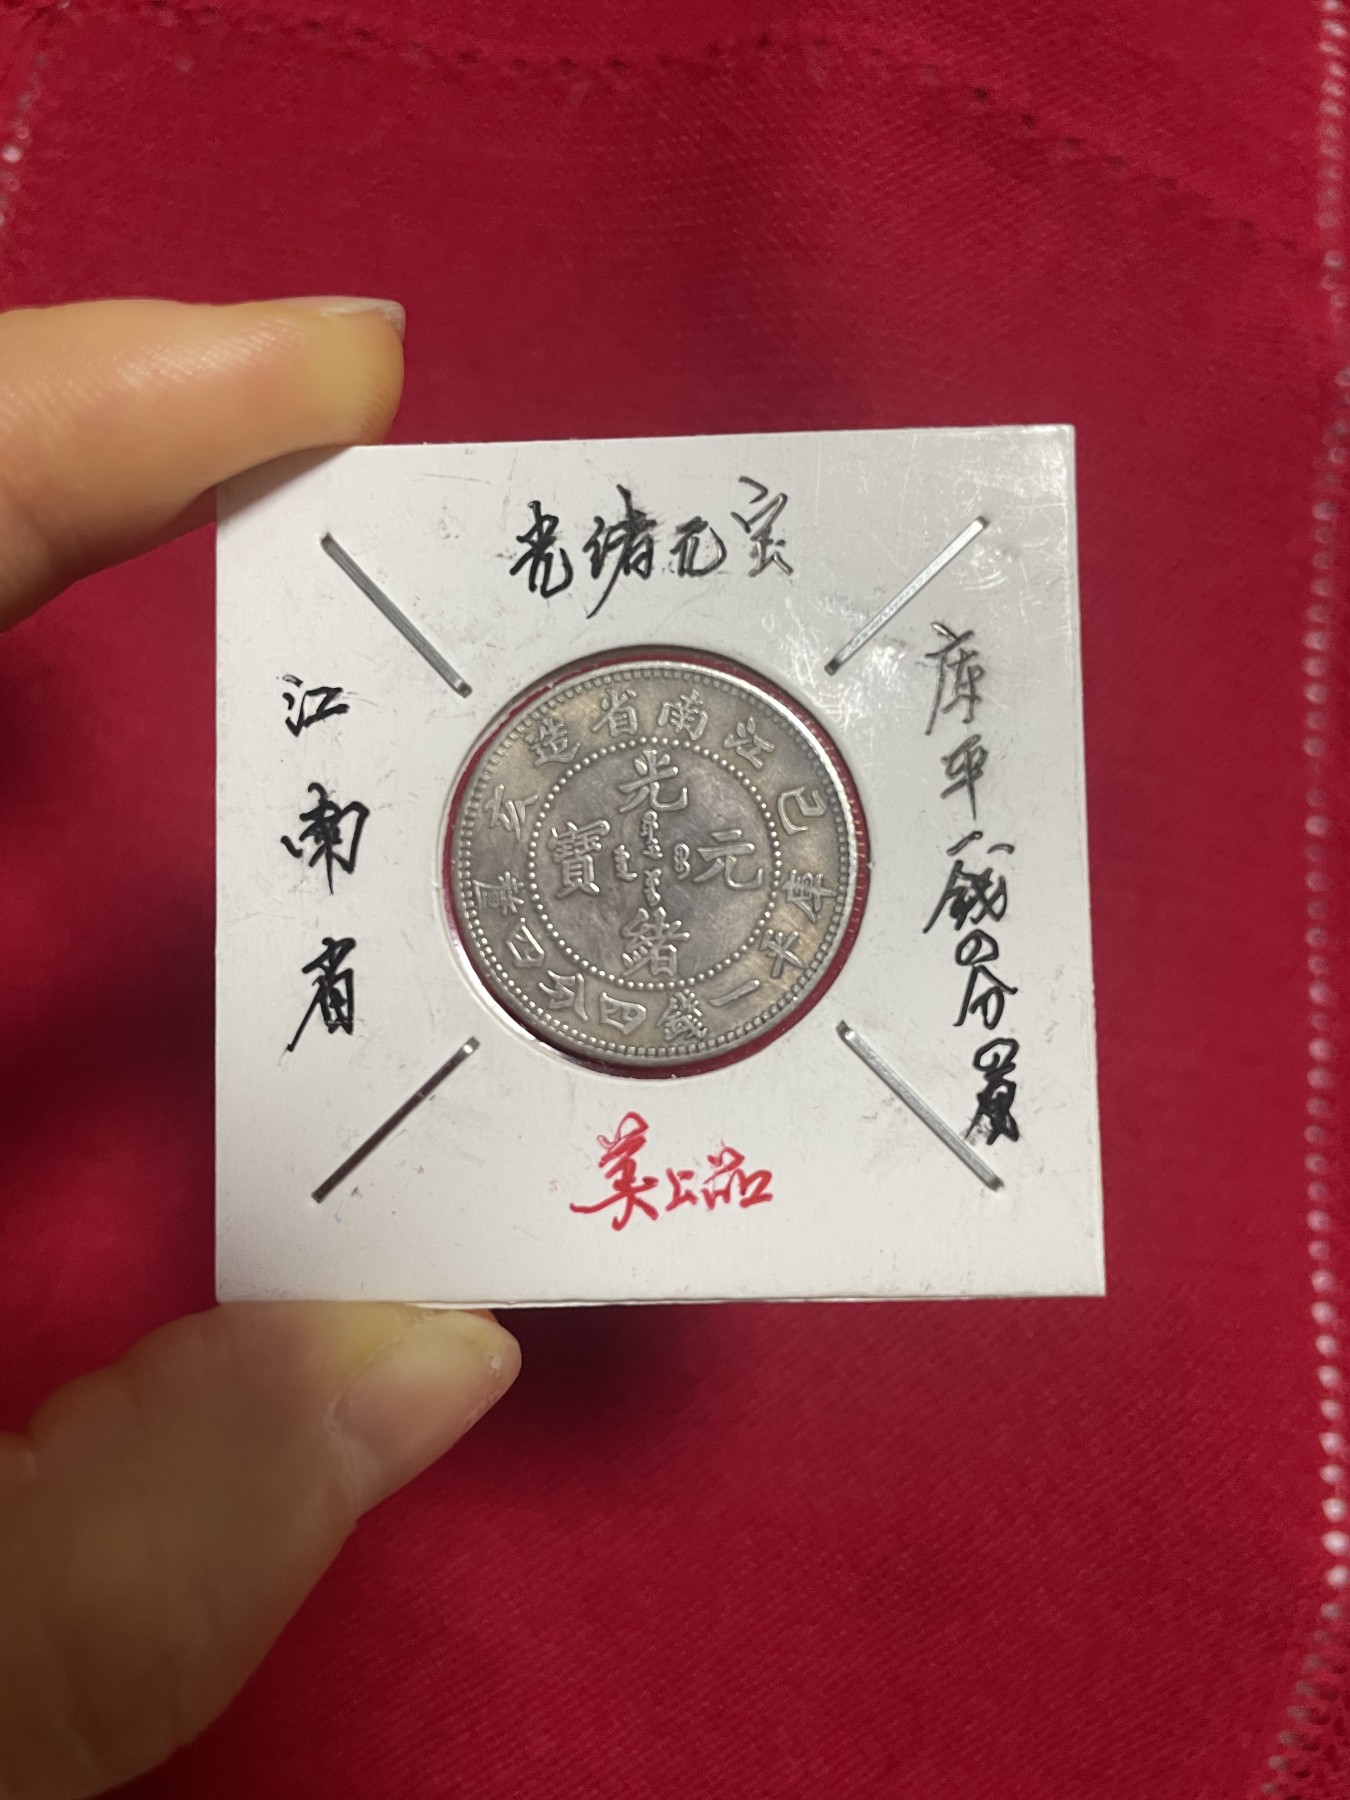 光绪元宝
江南省
库平一钱四分四厘
江南省造
己亥
光緒元寶
庫平一錢四分四釐
美上品